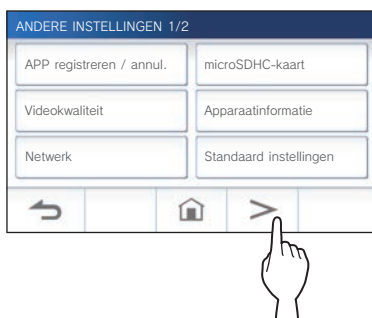 ANDERE INSTELLINGEN 1/2
APP registreren / annul.
microSDHC-kaart
Videokwaliteit
Apparaatinformatie
Netwerk
Standaard instellingen